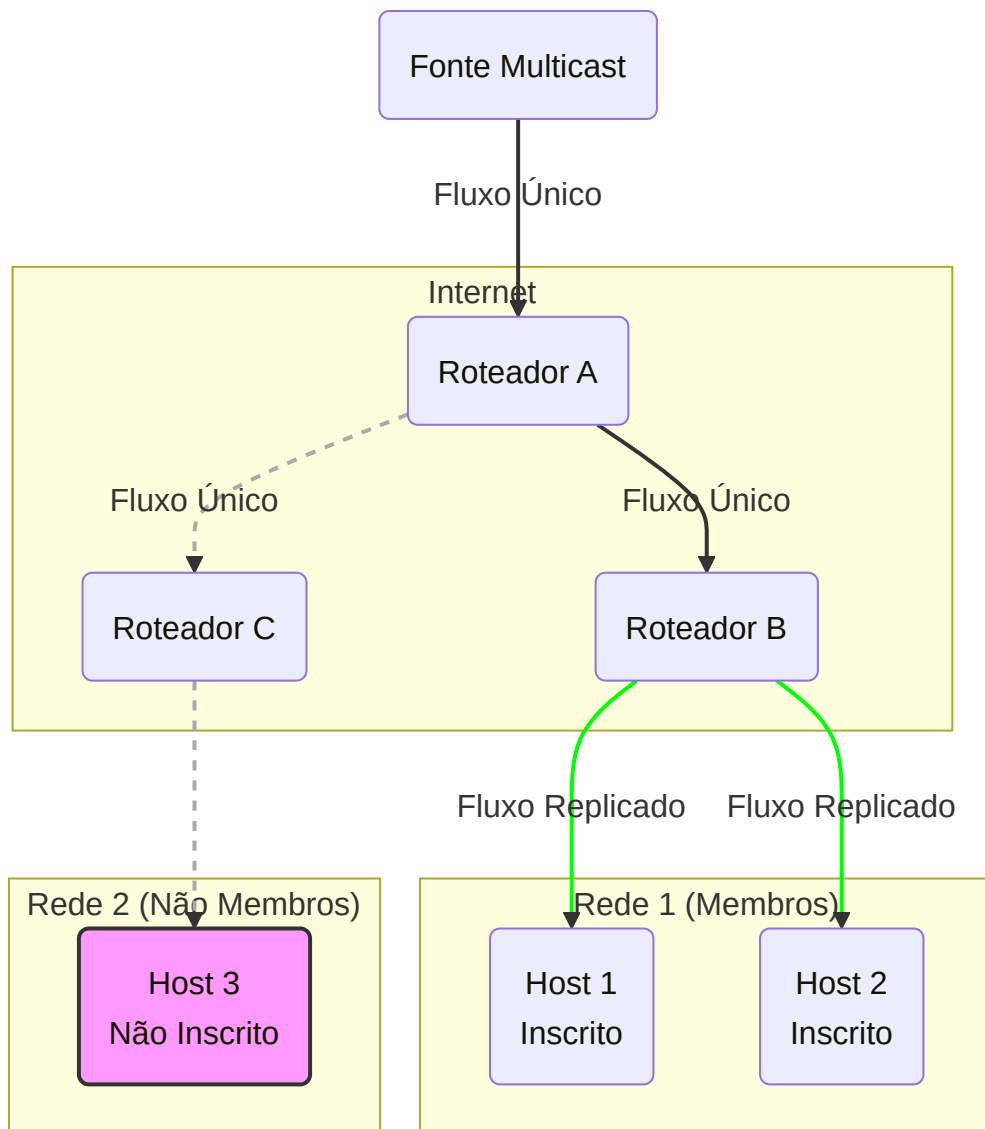 Fonte Multicast
Fluxo Único
Internet
Roteador A
Fluxo Único
Fluxo Único
Roteador C
Roteador B
Fluxo Replicado
Fluxo Replicado
Rede 2 (Não Membros)
Rede 1 (Membros)
Host 3
Não Inscrito
Host 1
Inscrito
Host 2
Inscrito